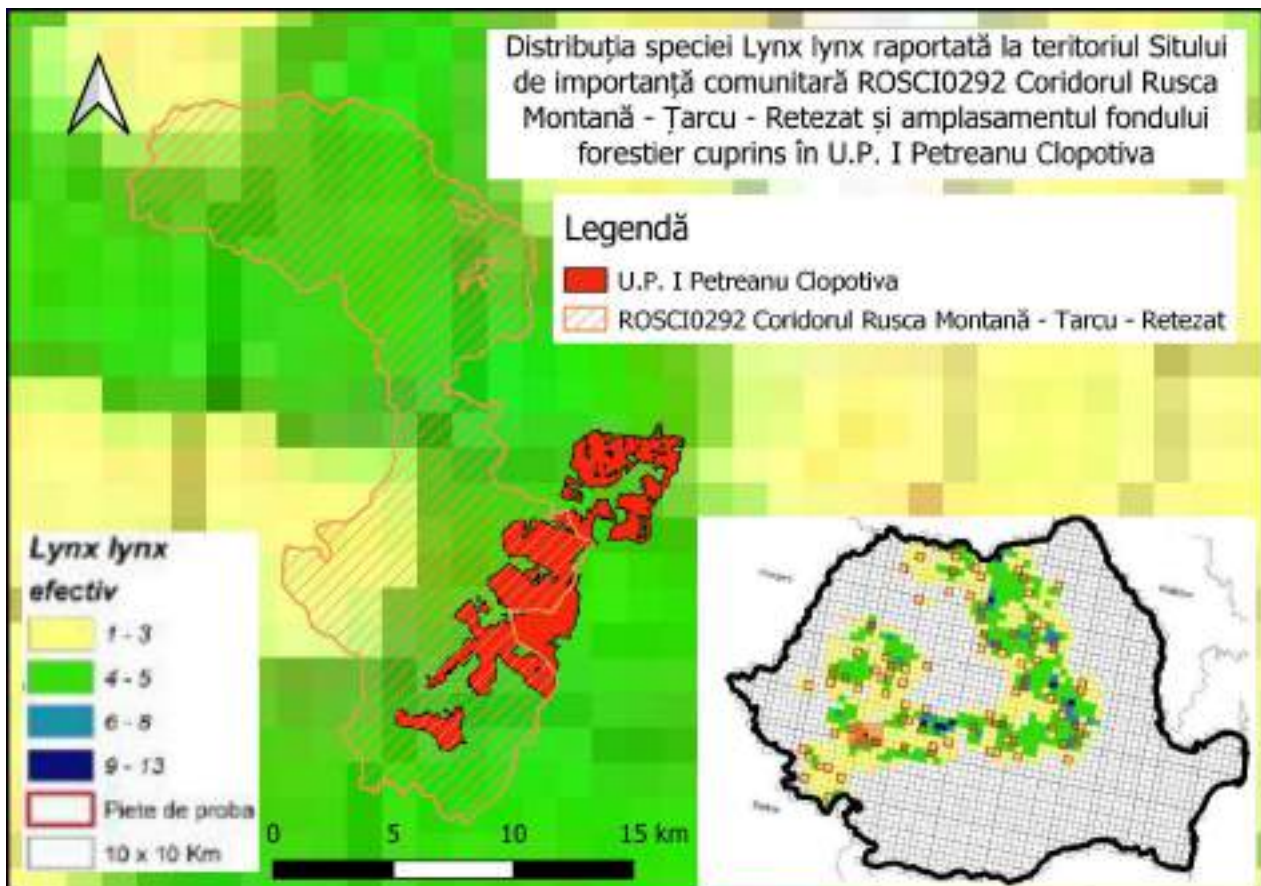 Distribuția speciei Lynx lynx raportată la teritoriul Sitului
de importanță comunitară ROSCI0292 Coridorul Rusca
Montană - Țarcu - Retezat și amplasamentul fondului
forestier cuprins în U.P. I Petreanu Clopotiva
Legendă
U.P. I Petreanu Clopotiva
ROSCI0292 Coridorul Rusca Montană - Tarcu - Retezat
Lynx lynx
efectiv
1 - 3
4 - 5
6 - 8
9 - 13
Piete de proba
10 x 10 Km
0 5 10 15 km